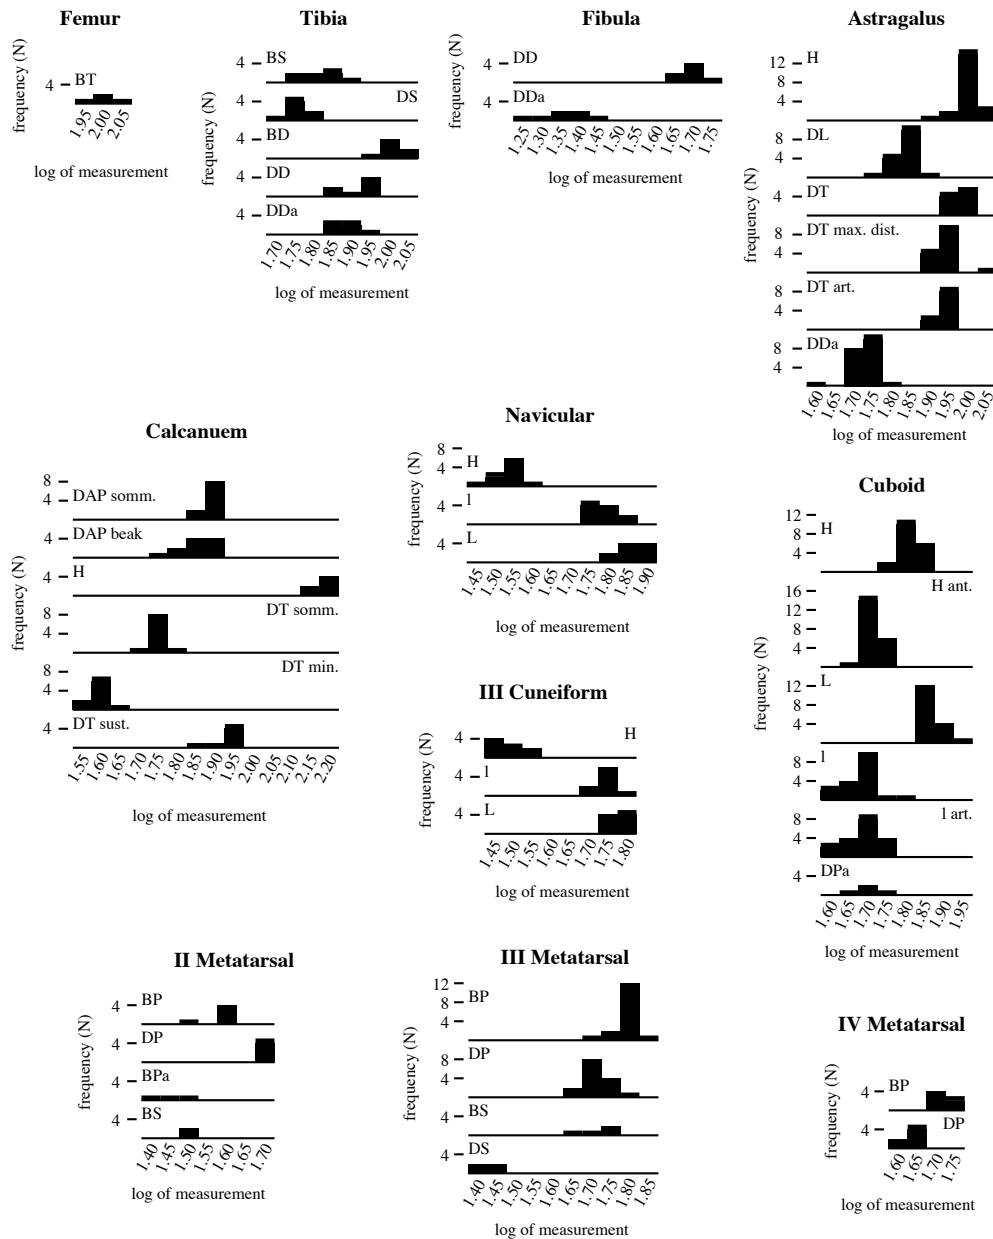 Femur
frequency (N)
4
BT
1.95 2.00 2.05
log of measurement
Tibia
frequency (N)
4
BS
4
DS
4
BD
4
DD
4
DDa
1.70 1.75 1.80 1.85 1.90 1.95 2.00 2.05
log of measurement
Fibula
frequency (N)
4
DD
4
DDa
1.25 1.30 1.35 1.40 1.45 1.50 1.55 1.60 1.65 1.70 1.75
log of measurement
Astragalus
frequency (N)
H
12
8
4
DL
8
4
DT
4
DT max. dist.
8
4
DT art.
8
4
DDa
8
4
1.60 1.65 1.70 1.75 1.80 1.85 1.90 1.95 2.00 2.05
log of measurement
Calcanuem
frequency (N)
8
4
DAP somm.
4
DAP beak
4
H
DT somm.
8
4
DT min.
8
4
4
DT sust.
1.55 1.60 1.65 1.70 1.75 1.80 1.85 1.90 1.95 2.00 2.05 2.10 2.15 2.20
log of measurement
Navicular
frequency (N)
8
4
H
4
l
4
L
1.45 1.50 1.55 1.60 1.65 1.70 1.75 1.80 1.85 1.90
log of measurement
III Cuneiform
frequency (N)
4
H
4
l
4
L
1.45 1.50 1.55 1.60 1.65 1.70 1.75 1.80
log of measurement
Cuboid
frequency (N)
12
H
8
4
H ant.
16
12
8
4
L
12
8
4
l
8
4
l art.
8
4
DPa
4
1.60 1.65 1.70 1.75 1.80 1.85 1.90 1.95
log of measurement
II Metatarsal
frequency (N)
4
BP
4
DP
4
BPa
4
BS
1.40 1.45 1.50 1.55 1.60 1.65 1.70
log of measurement
III Metatarsal
frequency (N)
12
BP
8
4
DP
8
4
BS
4
DS
4
1.40 1.45 1.50 1.55 1.60 1.65 1.70 1.75 1.80 1.85
log of measurement
IV Metatarsal
frequency (N)
BP
4
DP
4
1.60 1.65 1.70 1.75
log of measurement